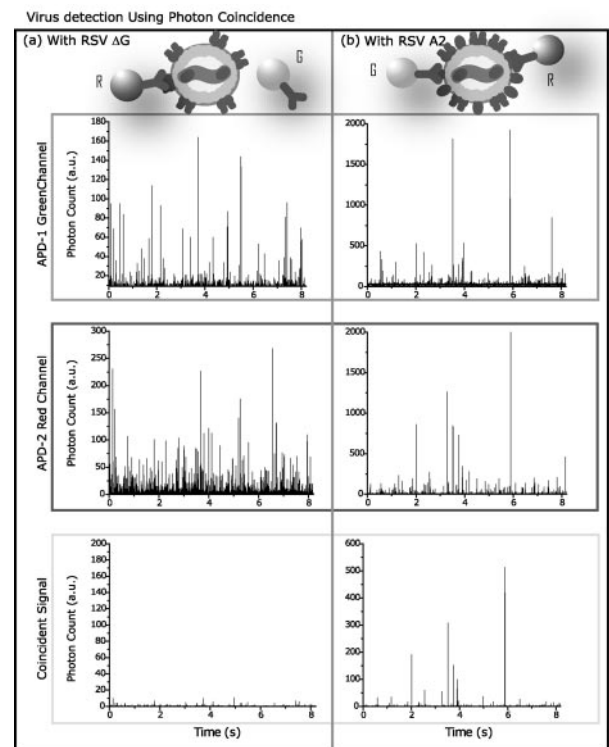 Virus detection Using Photon Coincidence
(a) With RSV ΔG
R
G
(b) With RSV A2
G
R
APD-1 GreenChannel
Photon Count (a.u.)
180
160
140
120
100
80
60
40
20
0 2 4 6 8
2000
1500
1000
500
0
0 2 4 6 8
APD-2 Red Channel
Photon Count (a.u.)
300
250
200
150
100
50
0
0 2 4 6 8
2000
1500
1000
500
0
0 2 4 6 8
Coincident Signal
Photon Count (a.u.)
200
180
160
140
120
100
80
60
40
20
0
0 2 4 6 8
Time (s)
600
500
400
300
200
100
0
0 2 4 6 8
Time (s)